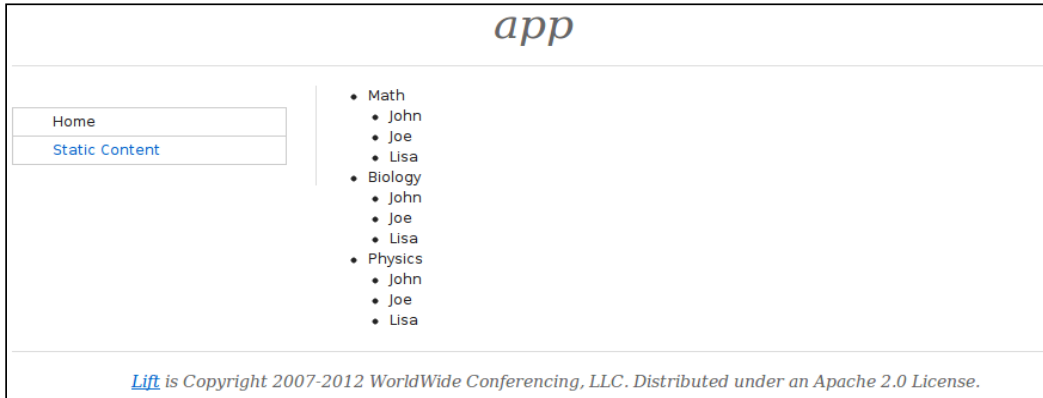 app
Home
Static Content
Math
John
Joe
Lisa
Biology
John
Joe
Lisa
Physics
John
Joe
Lisa
Lift is Copyright 2007-2012 WorldWide Conferencing, LLC. Distributed under an Apache 2.0 License.